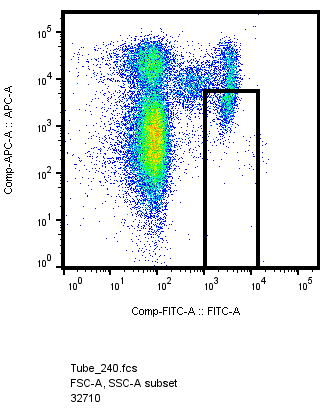 Comp-APC-A :: APC-A
10^5
10^4
10^3
10^2
10^1
10^0
10^0 10^1 10^2 10^3 10^4 10^5
Comp-FITC-A :: FITC-A
Tube_240.fcs
FSC-A, SSC-A subset
32710